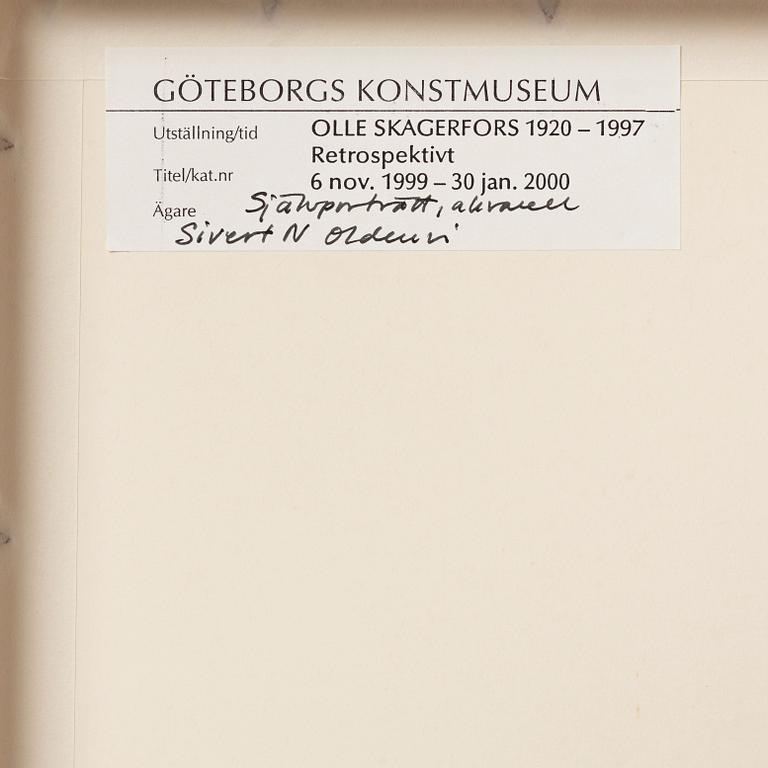 GÖTEBORGS KONSTMUSEUM
Utställning/tid OLLE SKAGERFORS 1920 – 1997
Retrospektivt
Titel/kat.nr 6 nov. 1999 – 30 jan. 2000
Självporträtt, akvarell
Ägare
Sivert N